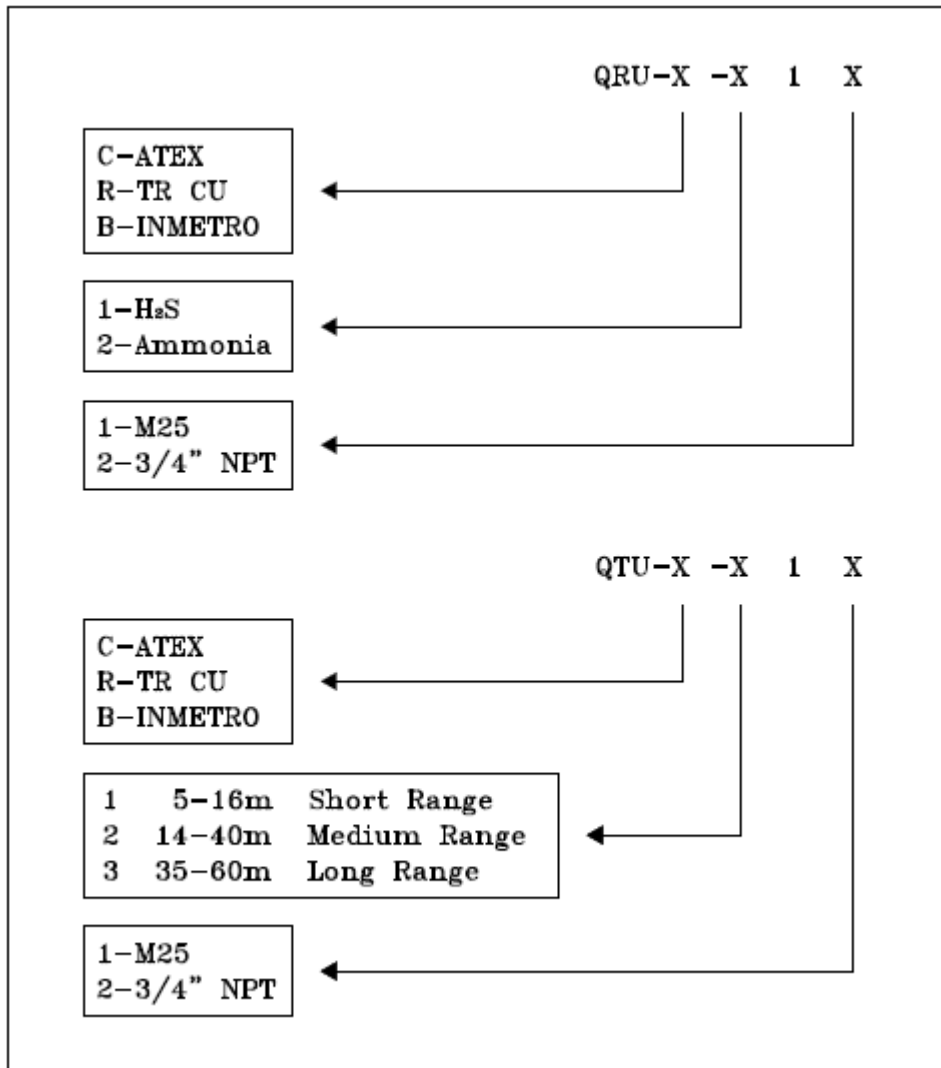 QRU-X -X 1 X
C-ATEX
R-TR CU
B-INMETRO
1-H₂S
2-Ammonia
1-M25
2-3/4” NPT
QTU-X -X 1 X
C-ATEX
R-TR CU
B-INMETRO
1 5-16m Short Range
2 14-40m Medium Range
3 35-60m Long Range
1-M25
2-3/4” NPT